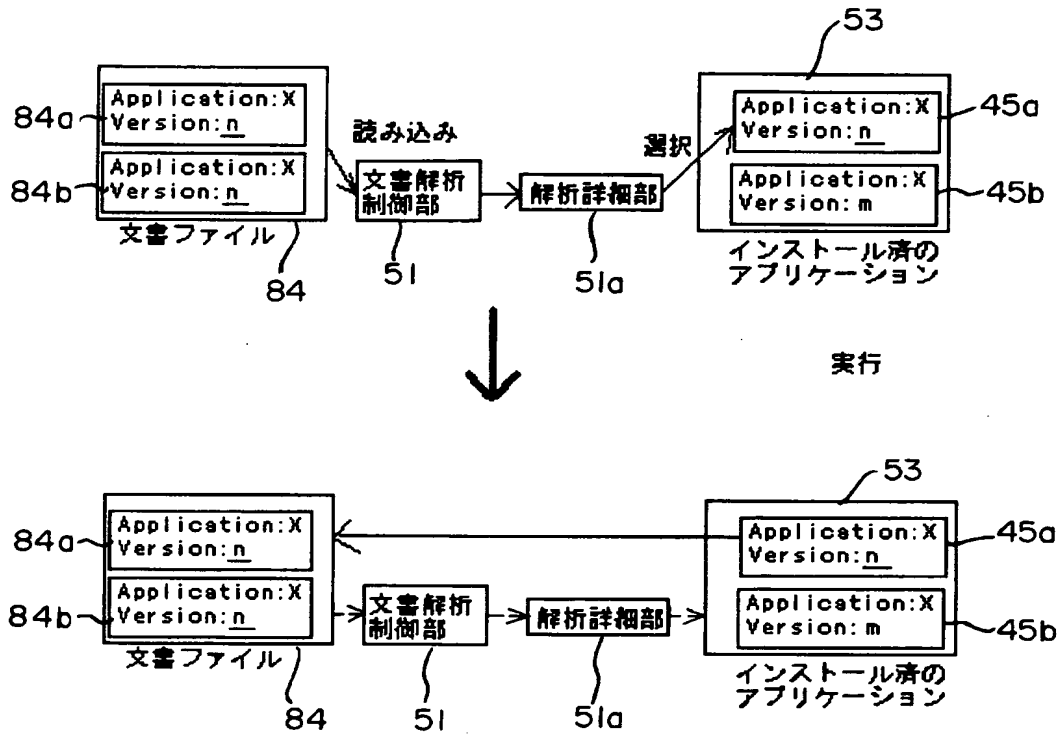 53
Application:X
Version:n
84a
Application:X
Version:n
84b
文書ファイル
84
読み込み
文書解析
制御部
51
解析詳細部
51a
選択
Application:X
Version:n
45a
Application:X
Version:m
45b
インストール済の
アプリケーション
実行
53
Application:X
Version:n
84a
Application:X
Version:n
84b
文書ファイル
84
文書解析
制御部
51
解析詳細部
51a
Application:X
Version:n
45a
Application:X
Version:m
45b
インストール済の
アプリケーション